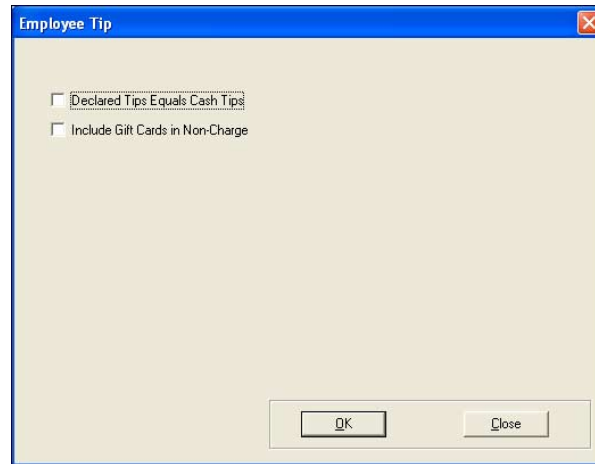 Employee Tip
Declared Tips Equals Cash Tips
Include Gift Cards in Non-Charge
OK
Close